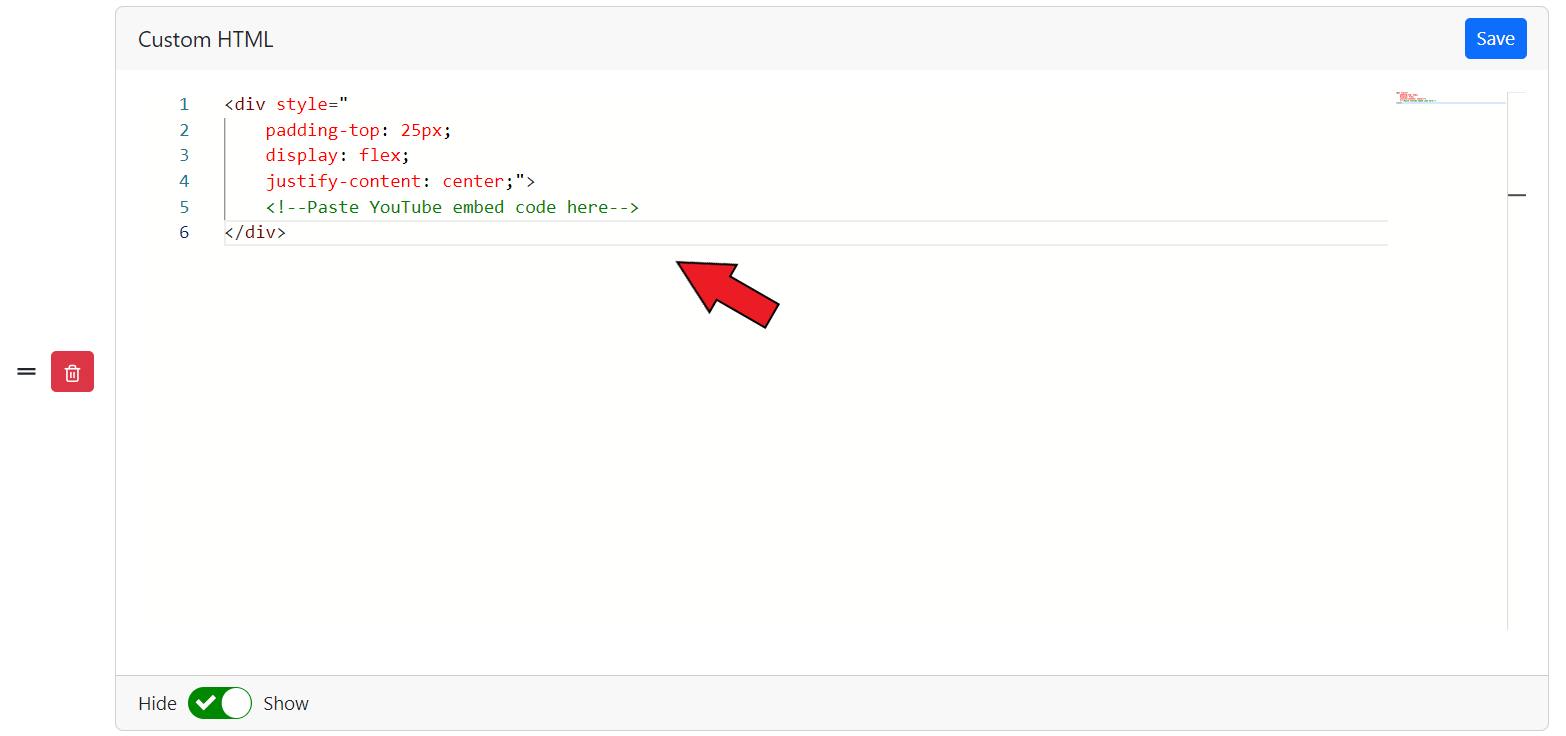 Custom HTML
Save
1 <div style="
2 padding-top: 25px;
3 display: flex;
4 justify-content: center;">
5 <!--Paste YouTube embed code here-->
6 </div>
Hide Show